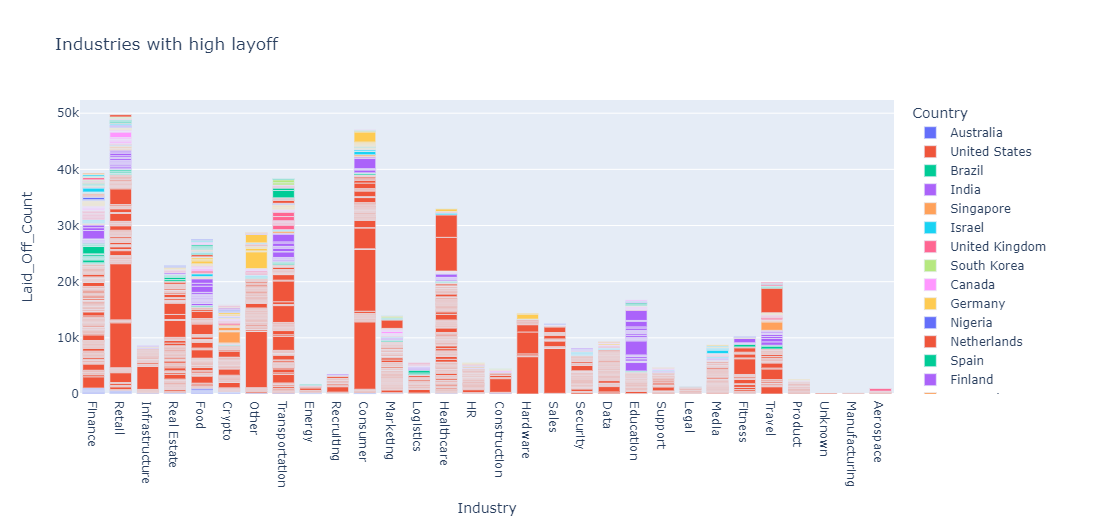 Industries with high layoff
Laid_Off_Count
50k
40k
30k
20k
10k
0
Finance
Retail
Infrastructure
Real Estate
Food
Crypto
Other
Transportation
Energy
Recruiting
Consumer
Marketing
Logistics
Healthcare
HR
Construction
Hardware
Sales
Security
Data
Education
Support
Legal
Media
Fitness
Travel
Product
Unknown
Manufacturing
Aerospace
Industry
Country
Australia
United States
Brazil
India
Singapore
Israel
United Kingdom
South Korea
Canada
Germany
Nigeria
Netherlands
Spain
Finland